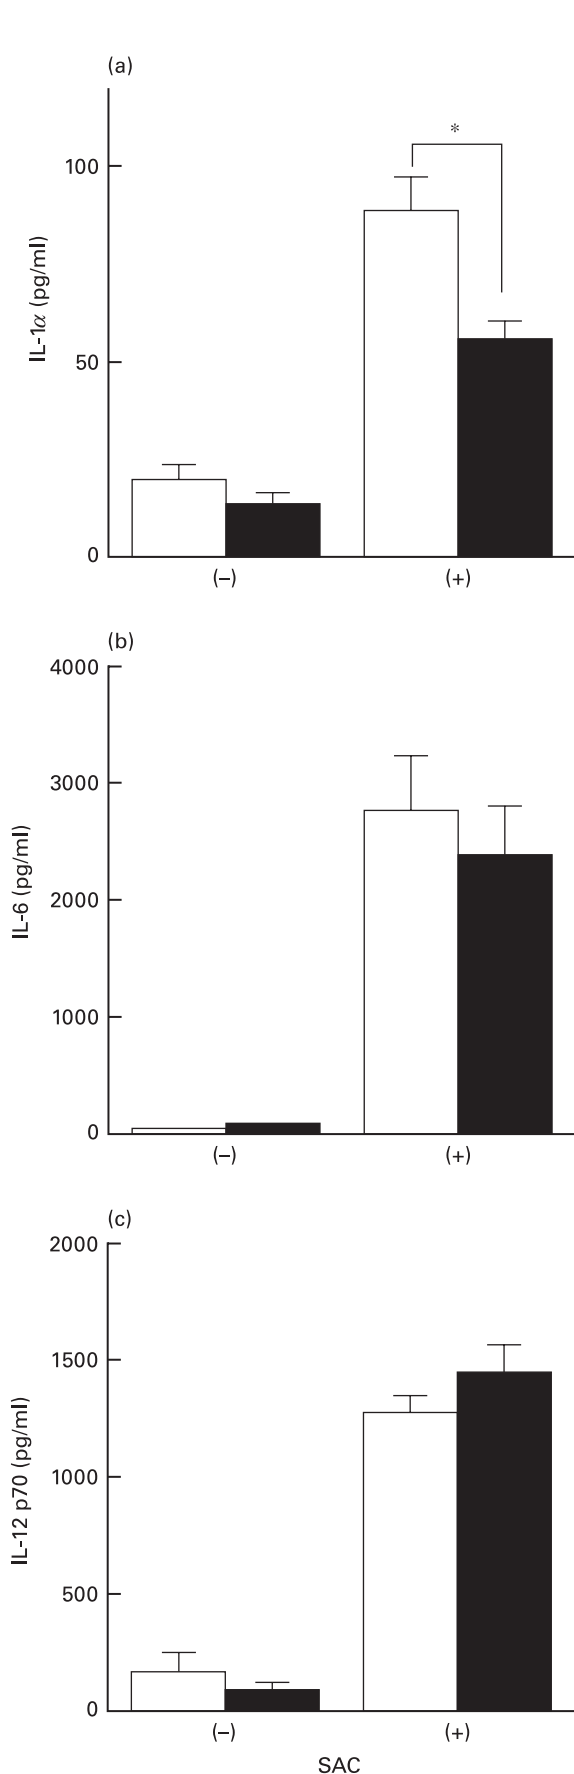 (a)
*
100
50
0
IL-1α (pg/ml)
(–)
(+)
(b)
4000
3000
2000
1000
0
IL-6 (pg/ml)
(–)
(+)
(c)
2000
1500
1000
500
0
IL-12 p70 (pg/ml)
(–)
(+)
SAC